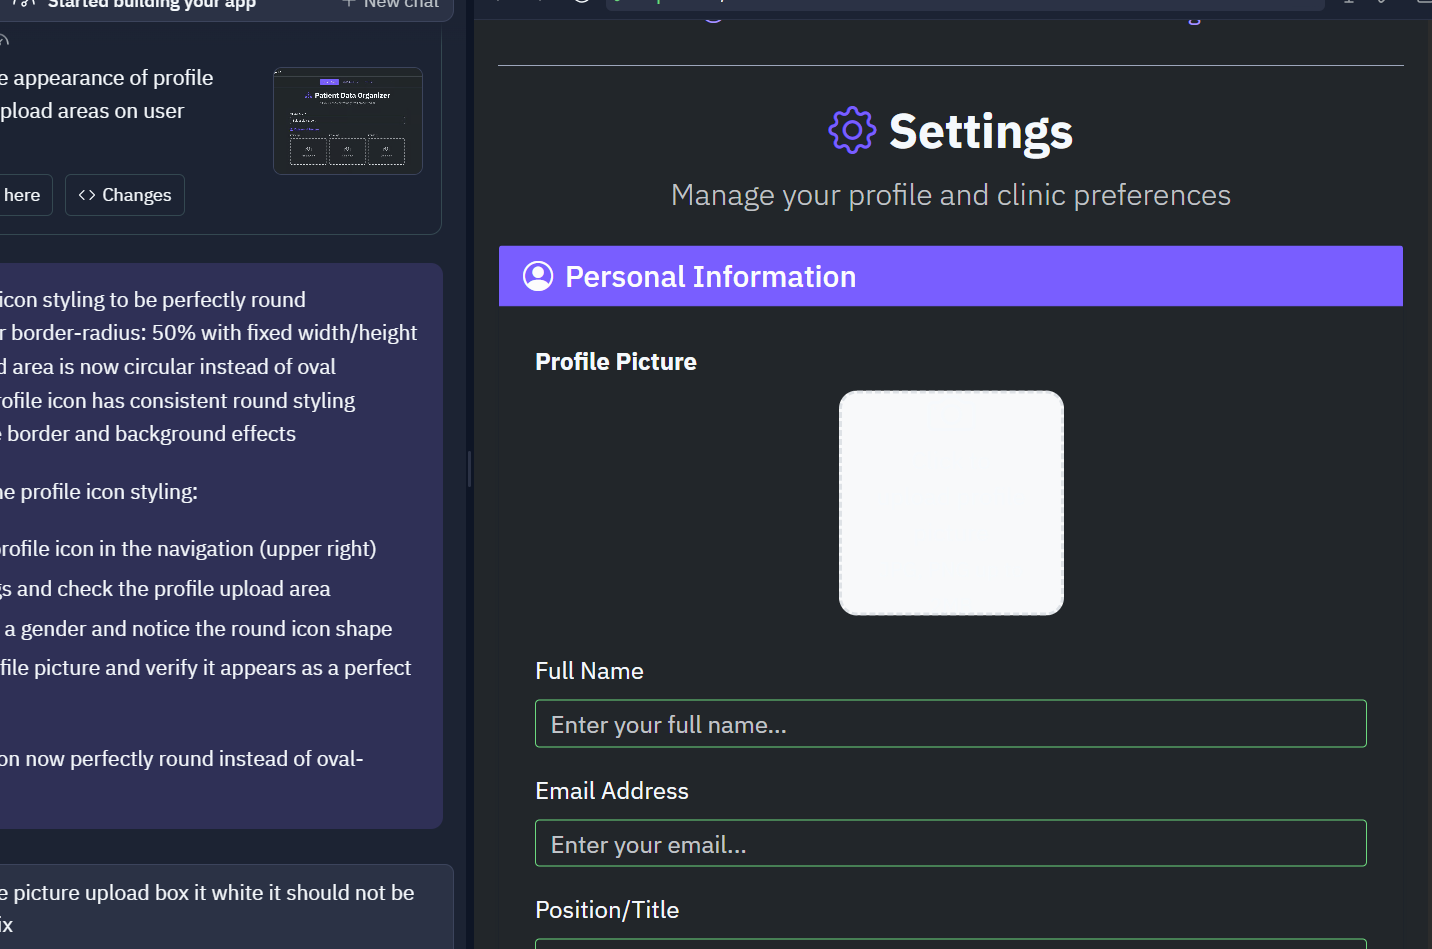 Started building your app
New chat
e appearance of profile
pload areas on user
Patient Data Organizer
here
<> Changes
icon styling to be perfectly round
r border-radius: 50% with fixed width/height
d area is now circular instead of oval
rofile icon has consistent round styling
e border and background effects
ne profile icon styling:
rofile icon in the navigation (upper right)
gs and check the profile upload area
a gender and notice the round icon shape
file picture and verify it appears as a perfect
on now perfectly round instead of oval-
e picture upload box it white it should not be
ix
Settings
Manage your profile and clinic preferences
Personal Information
Profile Picture
Full Name
Enter your full name...
Email Address
Enter your email...
Position/Title